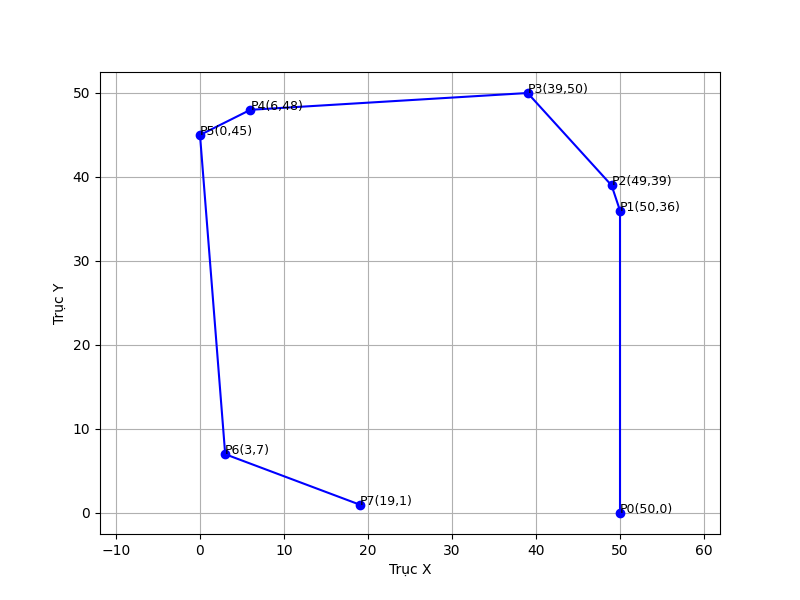 P3(39,50)
P4(6,48)
P5(0,45)
P2(49,39)
P1(50,36)
P6(3,7)
P7(19,1)
P0(50,0)
50
40
30
20
10
0
Trục Y
−10
0
10
20
30
40
50
60
Trục X